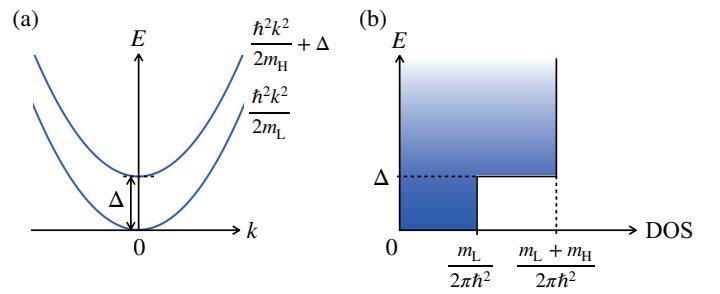 (a)
E
ħ²k²/2m_H + Δ
ħ²k²/2m_L
Δ
0
k
(b)
E
Δ
0
DOS
m_L/2πħ²
m_L + m_H/2πħ²